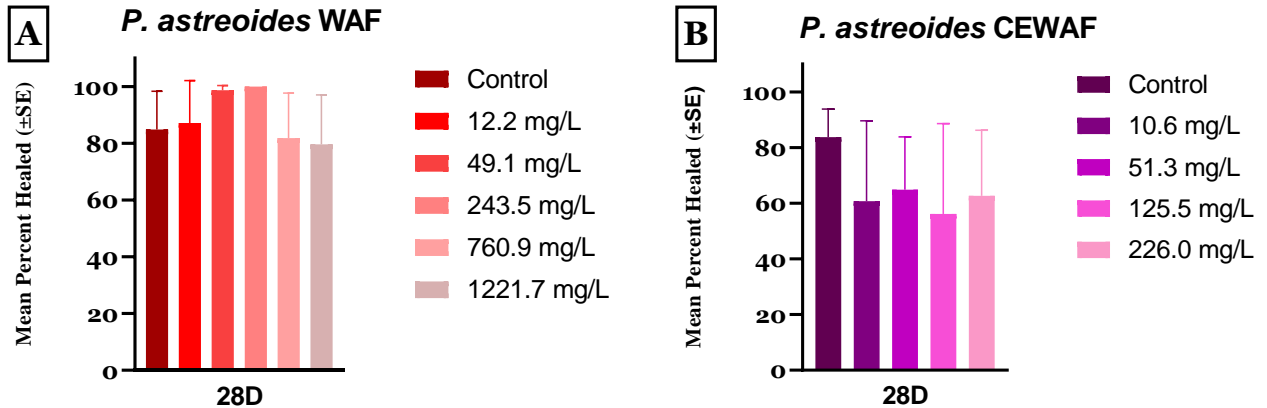 A
P. astreoides WAF
Mean Percent Healed (±SE)
100
80
60
40
20
0
28D
Control
12.2 mg/L
49.1 mg/L
243.5 mg/L
760.9 mg/L
1221.7 mg/L
B
P. astreoides CEWAF
Mean Percent Healed (±SE)
100
80
60
40
20
0
28D
Control
10.6 mg/L
51.3 mg/L
125.5 mg/L
226.0 mg/L